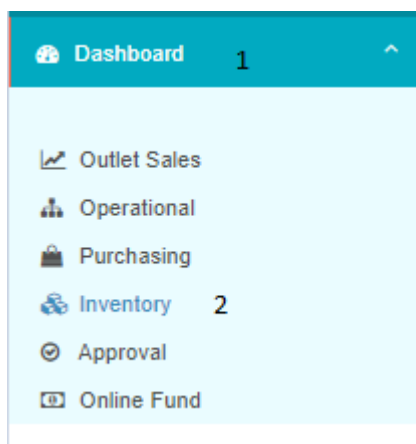 Dashboard 1
Outlet Sales
Operational
Purchasing
Inventory 2
Approval
Online Fund